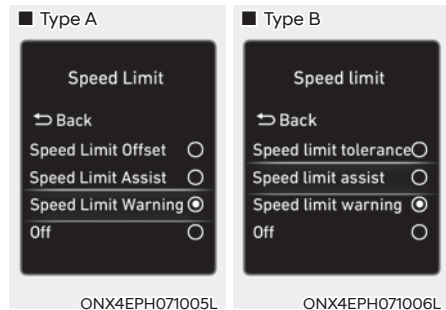 ■ Type A
Speed Limit
Back
Speed Limit Offset
Speed Limit Assist
Speed Limit Warning
Off
ONX4EPH071005L
■ Type B
Speed limit
Back
Speed limit tolerance
Speed limit assist
Speed limit warning
Off
ONX4EPH071006L